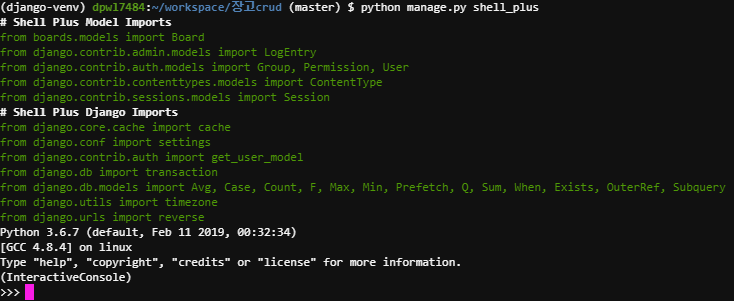 (django-venv) dpwl7484:~/workspace/장고crud (master) $ python manage.py shell_plus
# Shell Plus Model Imports
from boards.models import Board
from django.contrib.admin.models import LogEntry
from django.contrib.auth.models import Group, Permission, User
from django.contrib.contenttypes.models import ContentType
from django.contrib.sessions.models import Session
# Shell Plus Django Imports
from django.core.cache import cache
from django.conf import settings
from django.contrib.auth import get_user_model
from django.db import transaction
from django.db.models import Avg, Case, Count, F, Max, Min, Prefetch, Q, Sum, When, Exists, OuterRef, Subquery
from django.utils import timezone
from django.urls import reverse
Python 3.6.7 (default, Feb 11 2019, 00:32:34)
[GCC 4.8.4] on linux
Type "help", "copyright", "credits" or "license" for more information.
(InteractiveConsole)
>>>